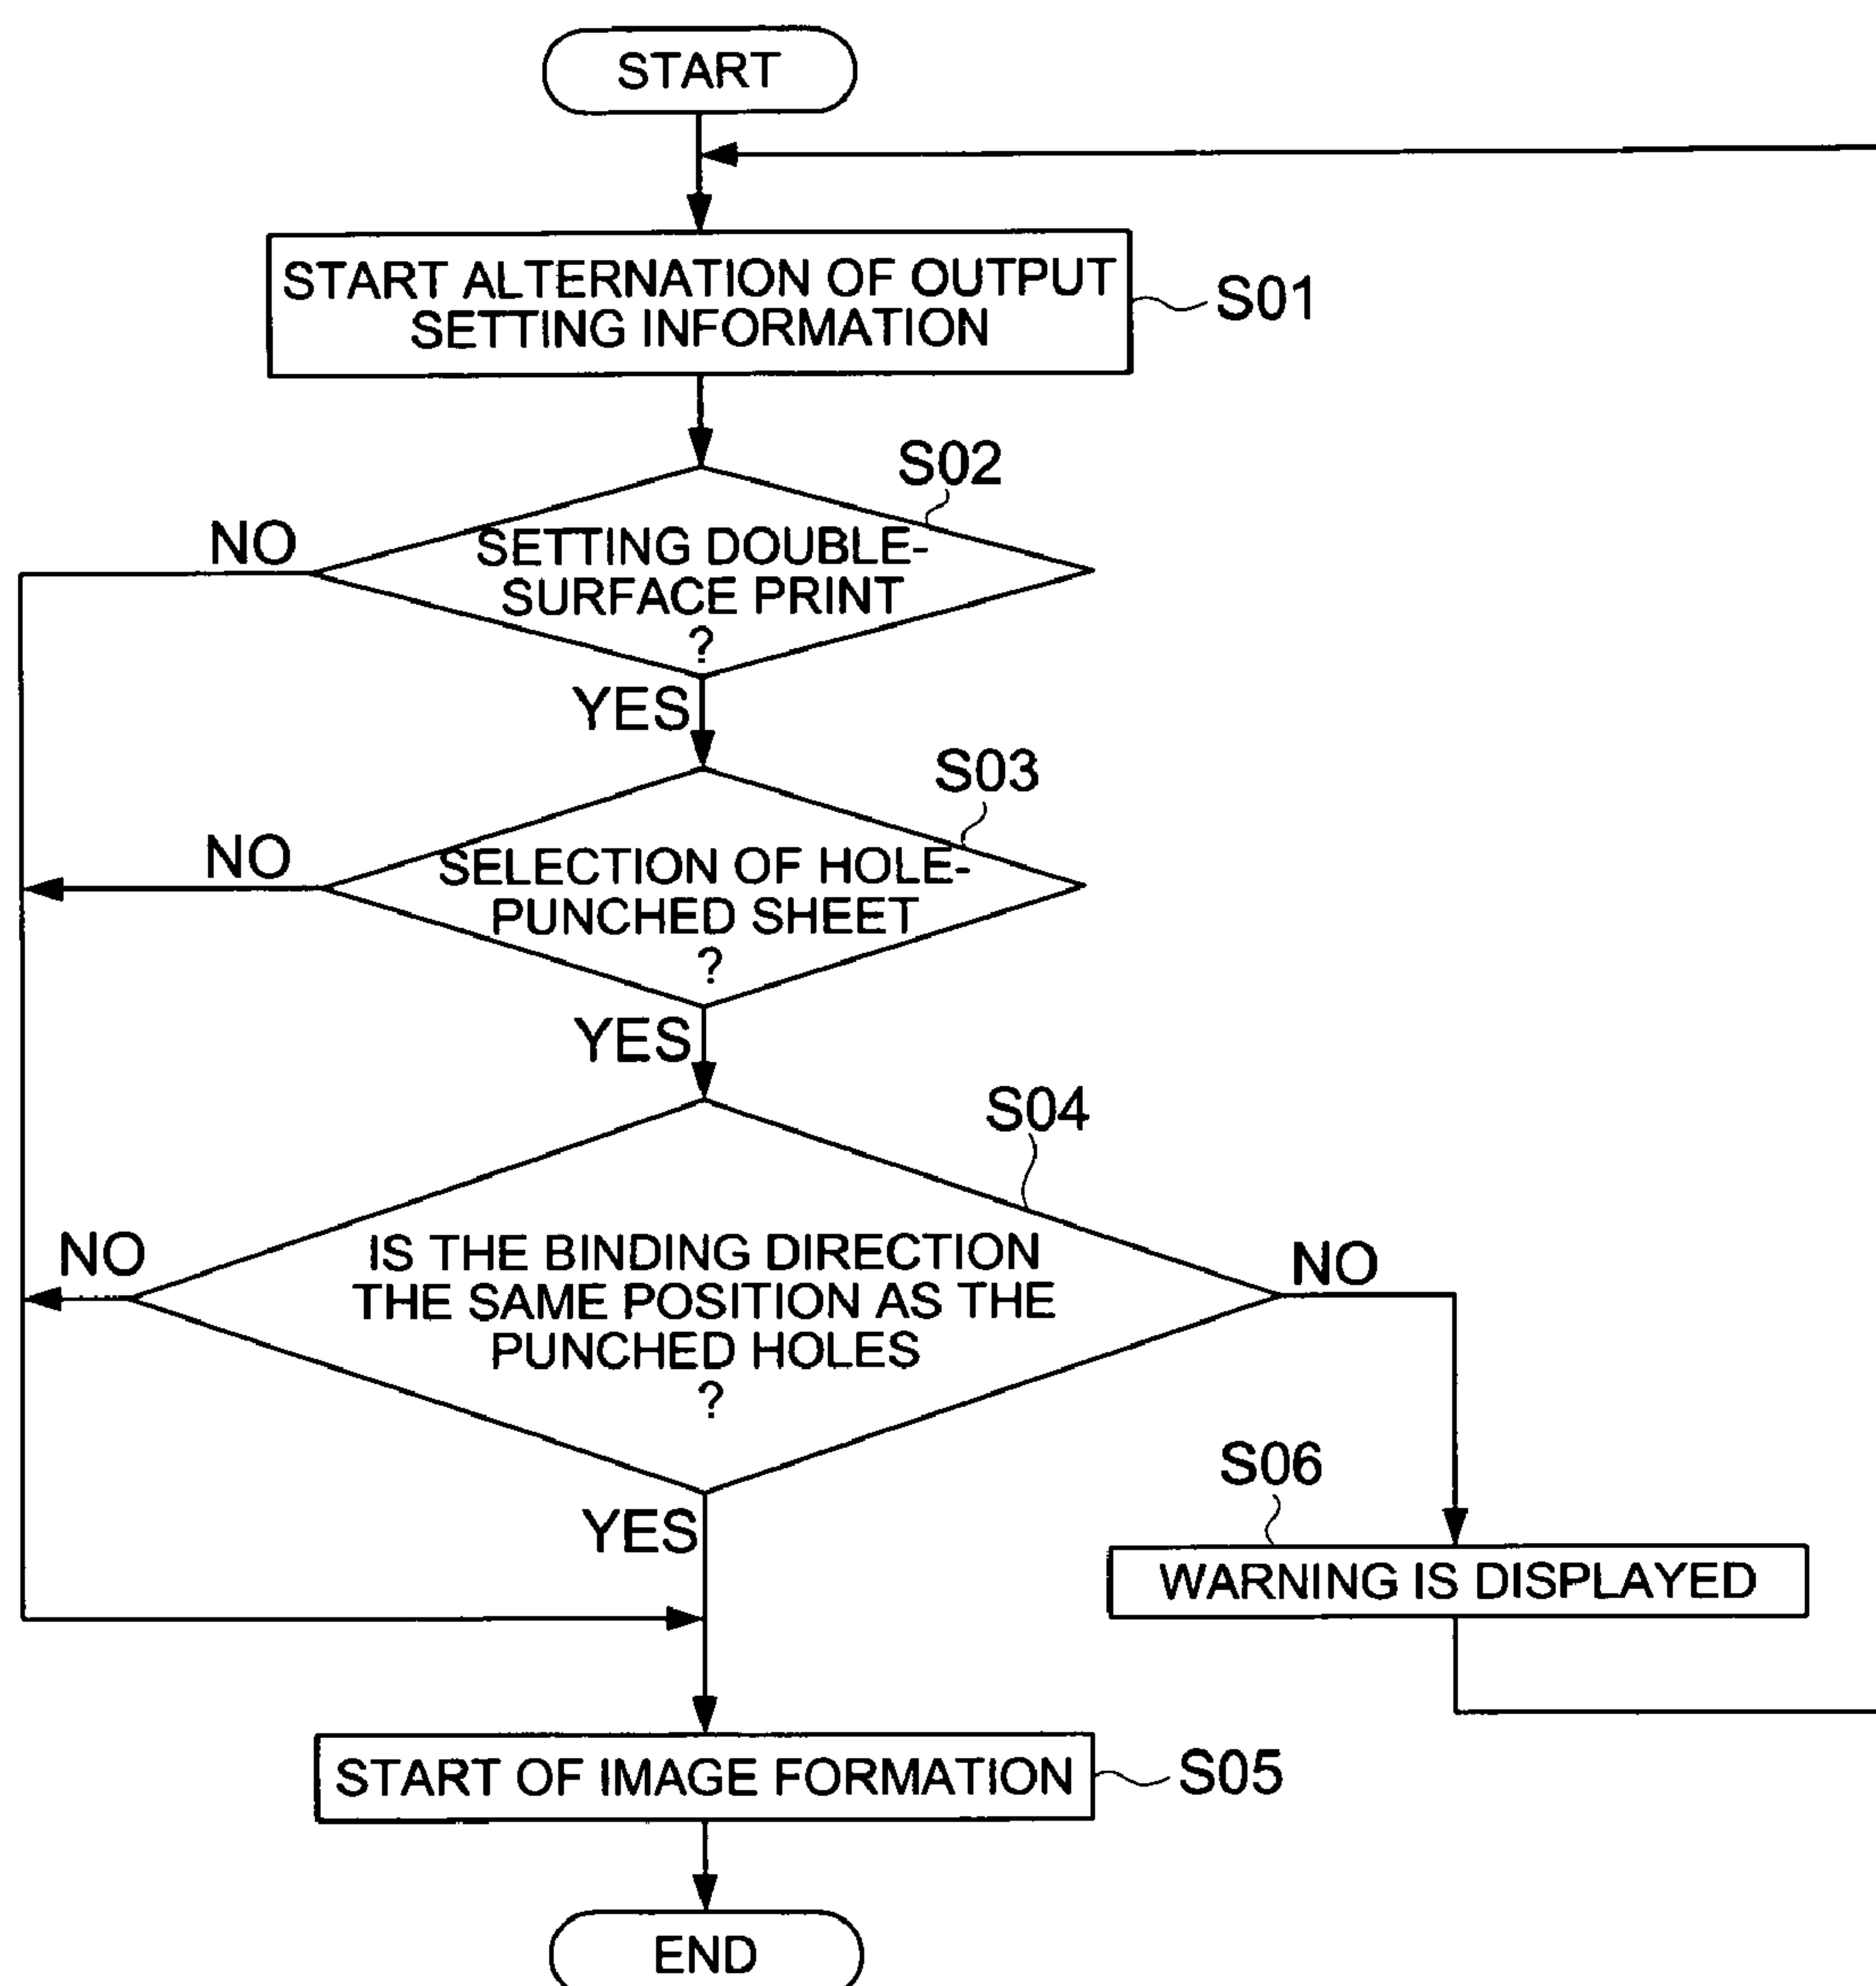 START
START ALTERNATION OF OUTPUT
SETTING INFORMATION
S01
S02
NO
SETTING DOUBLE-
SURFACE PRINT
?
YES
S03
NO
SELECTION OF HOLE-
PUNCHED SHEET
?
YES
S04
NO
IS THE BINDING DIRECTION
THE SAME POSITION AS THE
PUNCHED HOLES
?
NO
YES
S06
WARNING IS DISPLAYED
START OF IMAGE FORMATION
S05
END